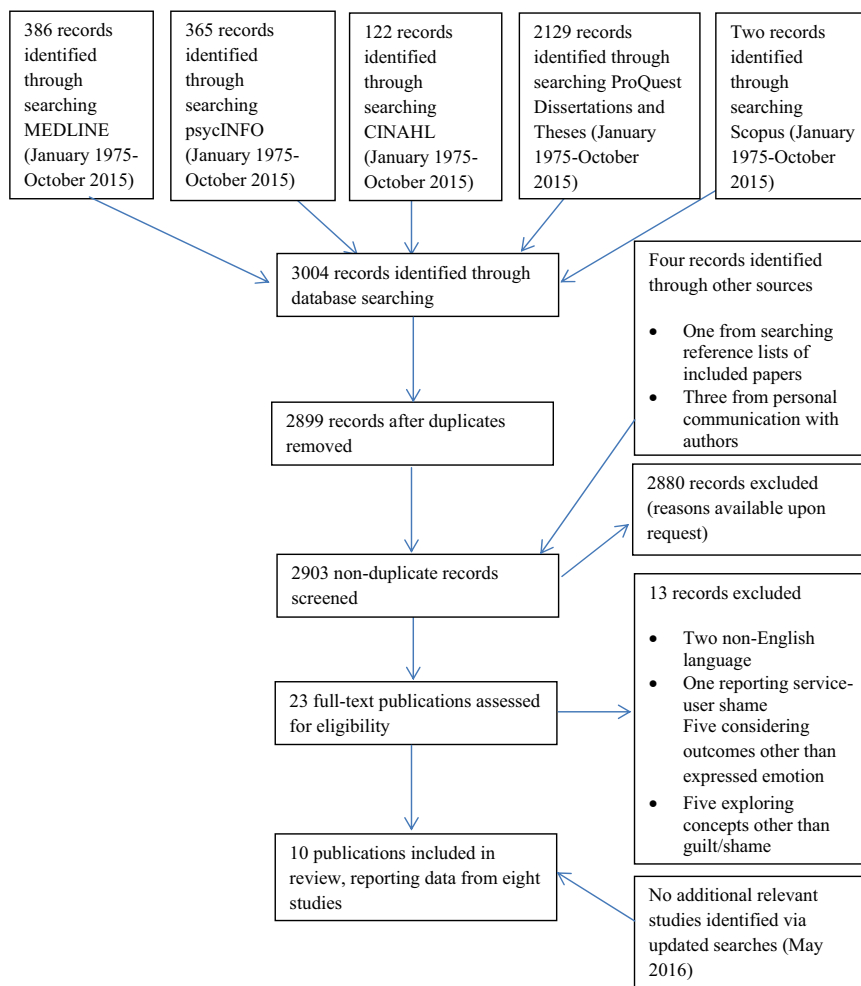 386 records
identified
through
searching
MEDLINE
(January 1975-
October 2015)
365 records
identified
through
searching
psycINFO
(January 1975-
October 2015)
122 records
identified
through
searching
CINAHL
(January 1975-
October 2015)
2129 records
identified through
searching ProQuest
Dissertations and
Theses (January
1975-October
2015)
Two records
identified
through
searching
Scopus (January
1975-October
2015)
3004 records identified through
database searching
Four records identified
through other sources
• One from searching
reference lists of
included papers
• Three from personal
communication with
authors
2899 records after duplicates
removed
2880 records excluded
(reasons available upon
request)
2903 non-duplicate records
screened
13 records excluded
• Two non-English
language
• One reporting service-
user shame
Five considering
outcomes other than
expressed emotion
• Five exploring
concepts other than
guilt/shame
23 full-text publications assessed
for eligibility
10 publications included in
review, reporting data from eight
studies
No additional relevant
studies identified via
updated searches (May
2016)